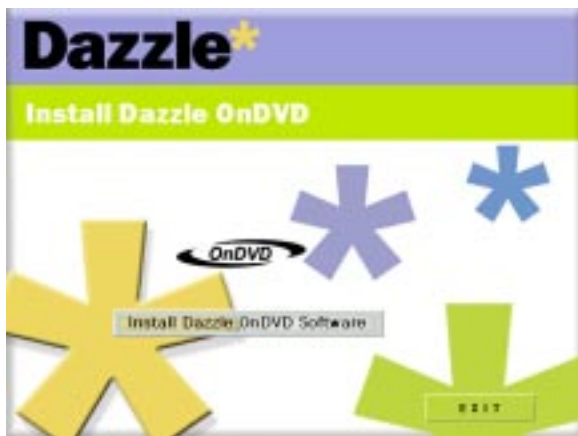 Dazzle*
Install Dazzle OnDVD
OnDVD
Install Dazzle OnDVD Software
EXIT